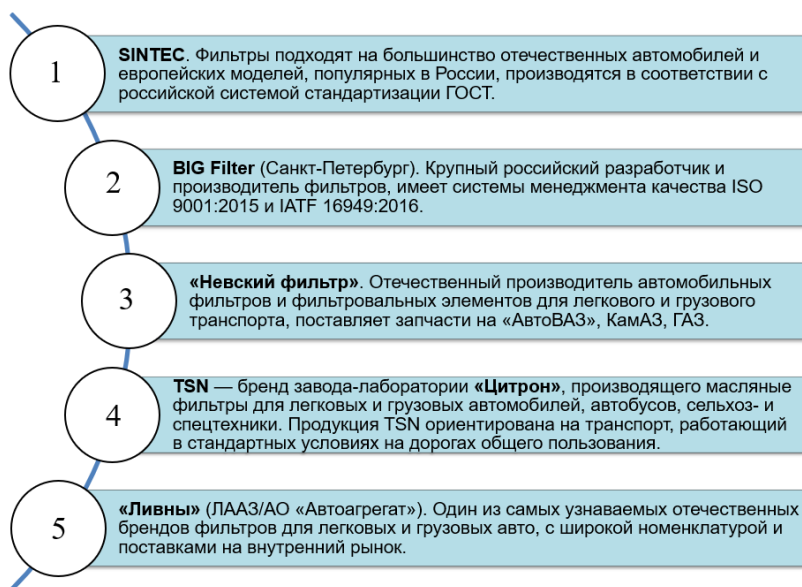 1
SINTEC. Фильтры подходят на большинство отечественных автомобилей и
европейских моделей, популярных в России, производятся в соответствии с
российской системой стандартизации ГОСТ.
2
BIG Filter (Санкт-Петербург). Крупный российский разработчик и
производитель фильтров, имеет системы менеджмента качества ISO
9001:2015 и IATF 16949:2016.
3
«Невский фильтр». Отечественный производитель автомобильных
фильтров и фильтровальных элементов для легкового и грузового
транспорта, поставляет запчасти на «АвтоВАЗ», КамАЗ, ГАЗ.
4
TSN — бренд завода-лаборатории «Цитрон», производящего масляные
фильтры для легковых и грузовых автомобилей, автобусов, сельхоз- и
спецтехники. Продукция TSN ориентирована на транспорт, работающий
в стандартных условиях на дорогах общего пользования.
5
«Ливны» (ЛААЗ/АО «Автоагрегат»). Один из самых узнаваемых отечественных
брендов фильтров для легковых и грузовых авто, с широкой номенклатурой и
поставками на внутренний рынок.